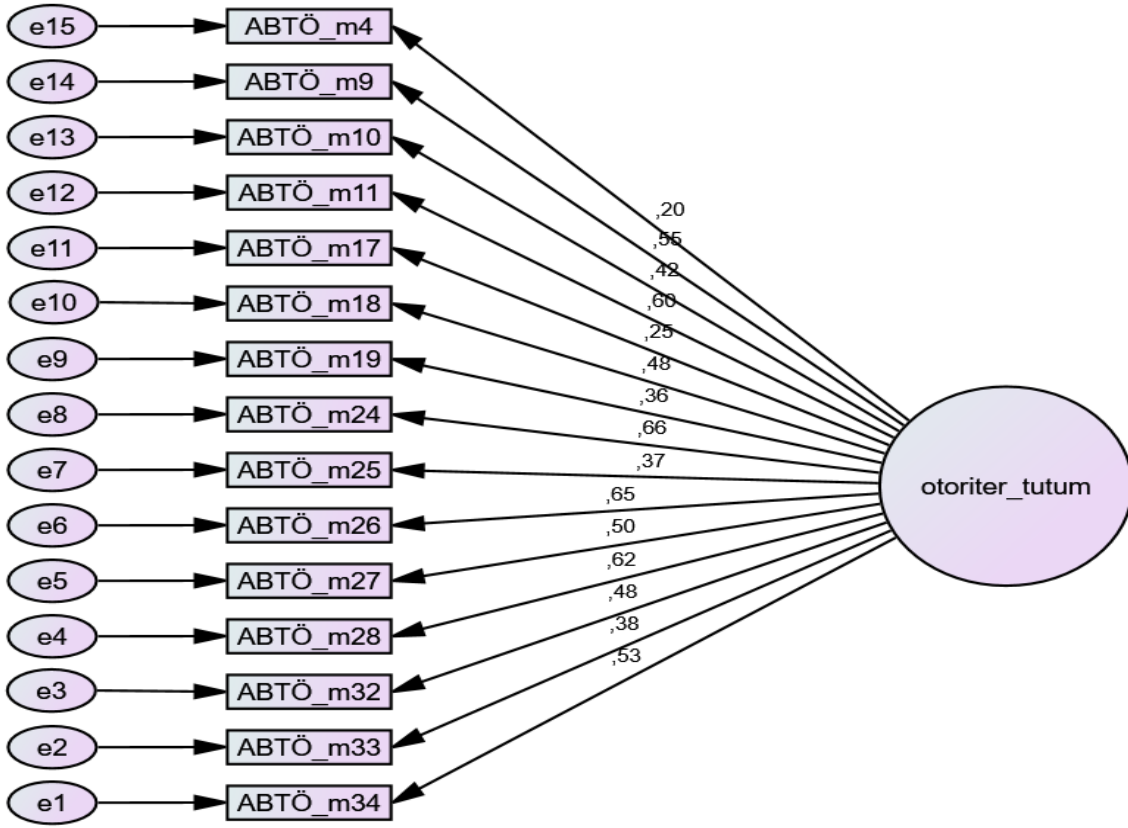 e15 ABTÖ_m4
e14 ABTÖ_m9
e13 ABTÖ_m10
e12 ABTÖ_m11
,20
e11 ABTÖ_m17
,55
,42
e10 ABTÖ_m18
,60
,25
e9 ABTÖ_m19
,48
,36
e8 ABTÖ_m24
,66
,37
e7 ABTÖ_m25
otoriter_tutum
,65
e6 ABTÖ_m26
,50
,62
e5 ABTÖ_m27
,48
,38
e4 ABTÖ_m28
,53
e3 ABTÖ_m32
e2 ABTÖ_m33
e1 ABTÖ_m34